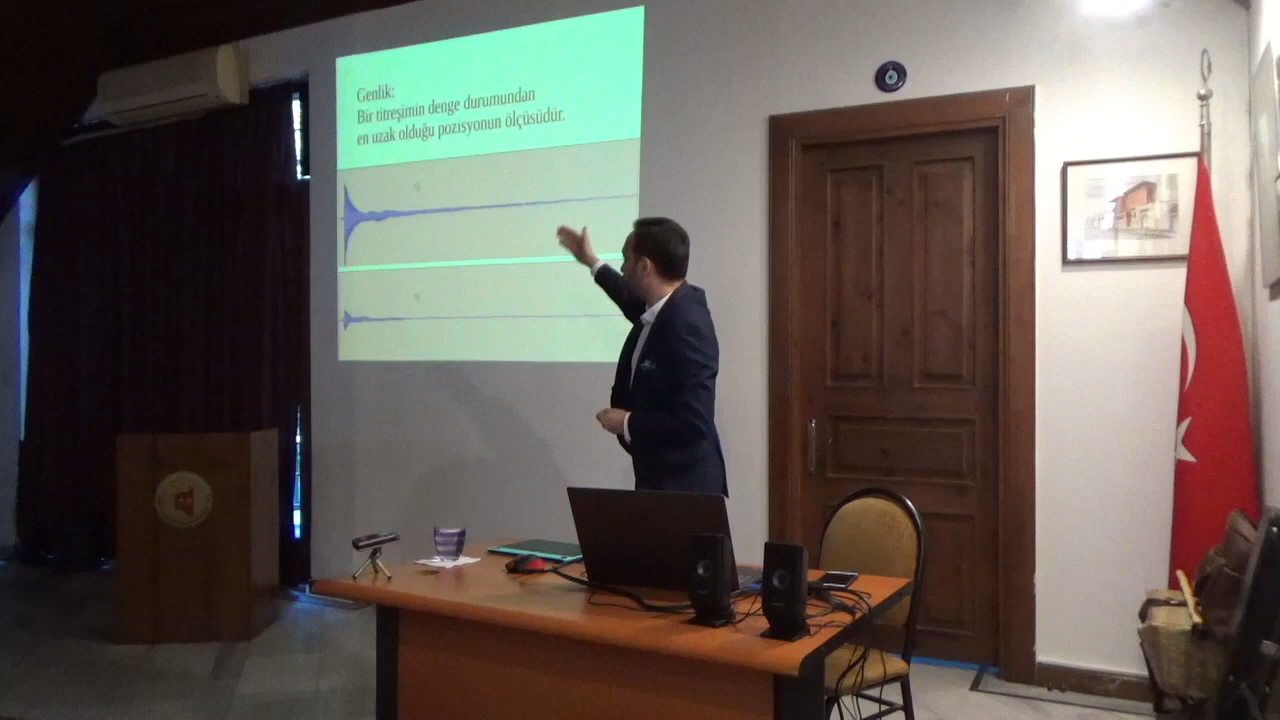 Genlik:
Bir titreşimin denge durumundan
en uzak olduğu pozisyonun ölçüsüdür.